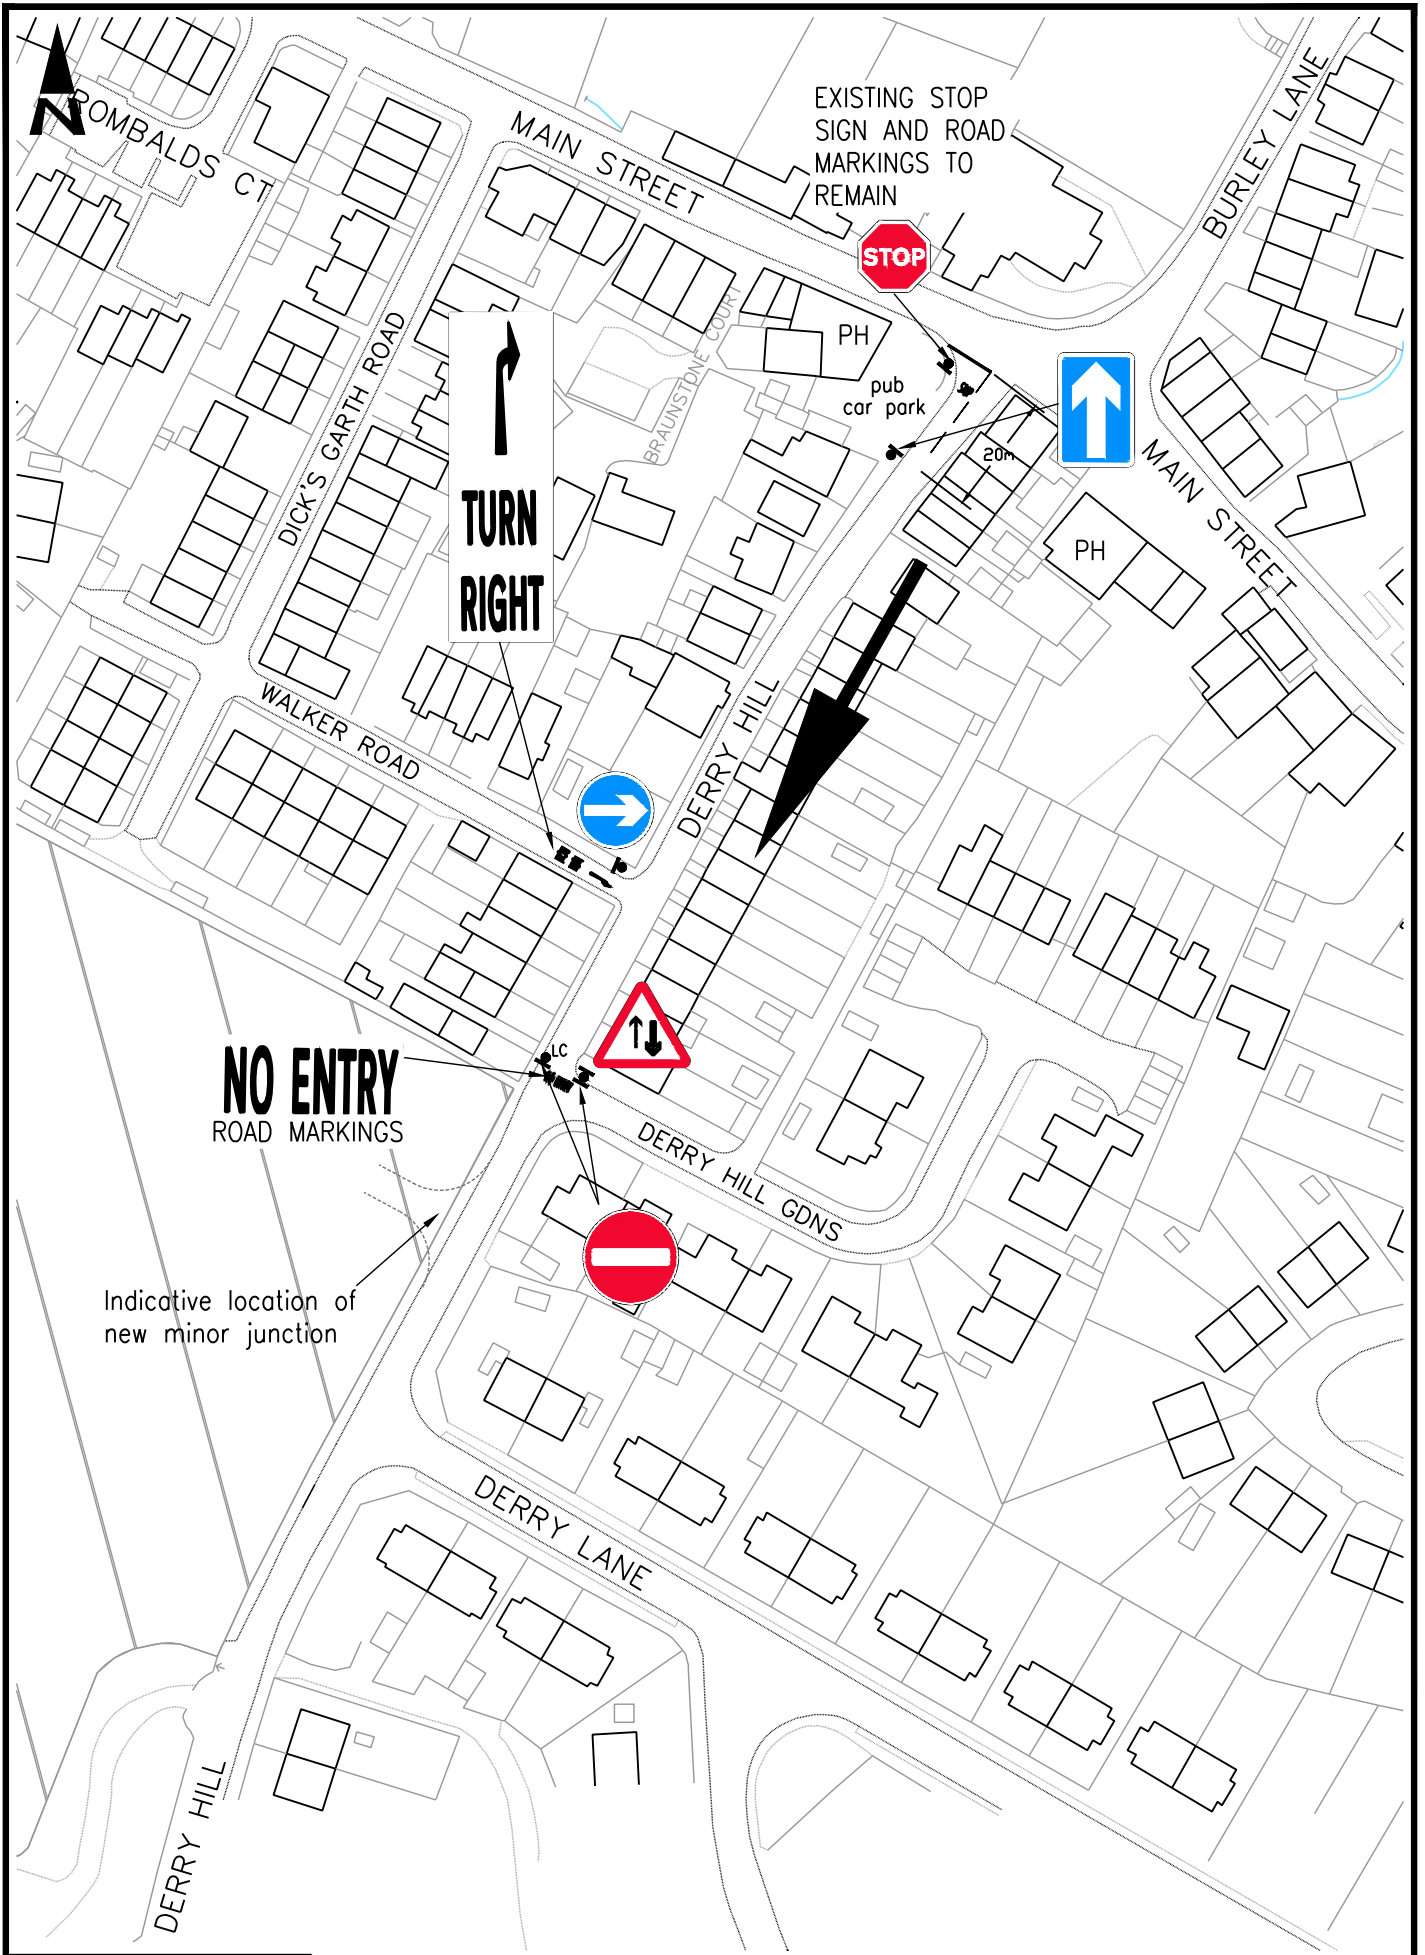 N
ROMBALDS CT
MAIN STREET
EXISTING STOP
SIGN AND ROAD
MARKINGS TO
REMAIN
BURLEY LANE
STOP
DICK'S GARTH ROAD
BRAUNSTONE COURT
PH
pub
car park
20m
MAIN STREET
PH
TURN
RIGHT
WALKER ROAD
DERRY HILL
LC
NO ENTRY
ROAD MARKINGS
DERRY HILL GDNS
Indicative location of
new minor junction
DERRY LANE
DERRY HILL